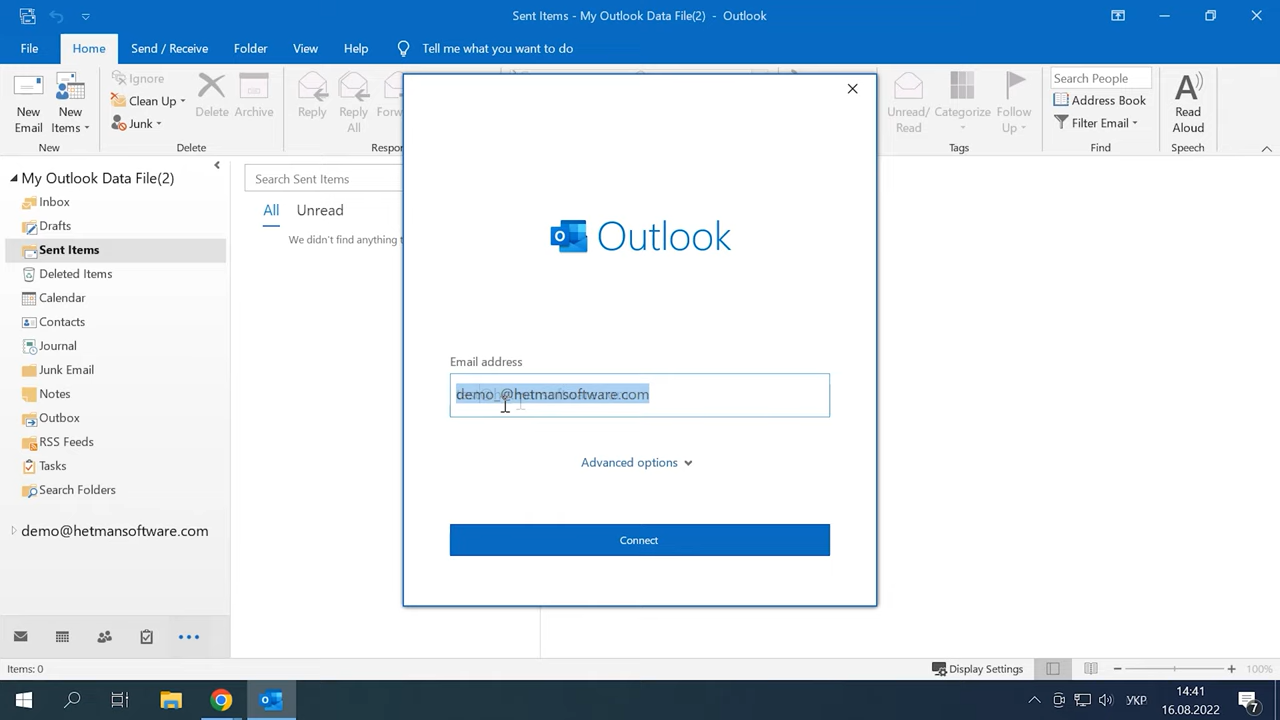 Sent Items - My Outlook Data File(2) - Outlook
File Home Send / Receive Folder View Help Tell me what you want to do
New Email
New Items
New
Ignore
Clean Up
Junk
Delete
Archive
Delete
Reply
Reply All
Forw
Respon
Unread/ Read
Categorize
Follow Up
Tags
Search People
Address Book
Filter Email
Find
Read Aloud
Speech
My Outlook Data File(2)
Inbox
Drafts
Sent Items
Deleted Items
Calendar
Contacts
Journal
Junk Email
Notes
Outbox
RSS Feeds
Tasks
Search Folders
demo@hetmansoftware.com
Search Sent Items
All Unread
We didn't find anything t
Outlook
Email address
demo_@hetmansoftware.com
Advanced options
Connect
Items: 0
Display Settings
100%
УКР
14:41
16.08.2022
7